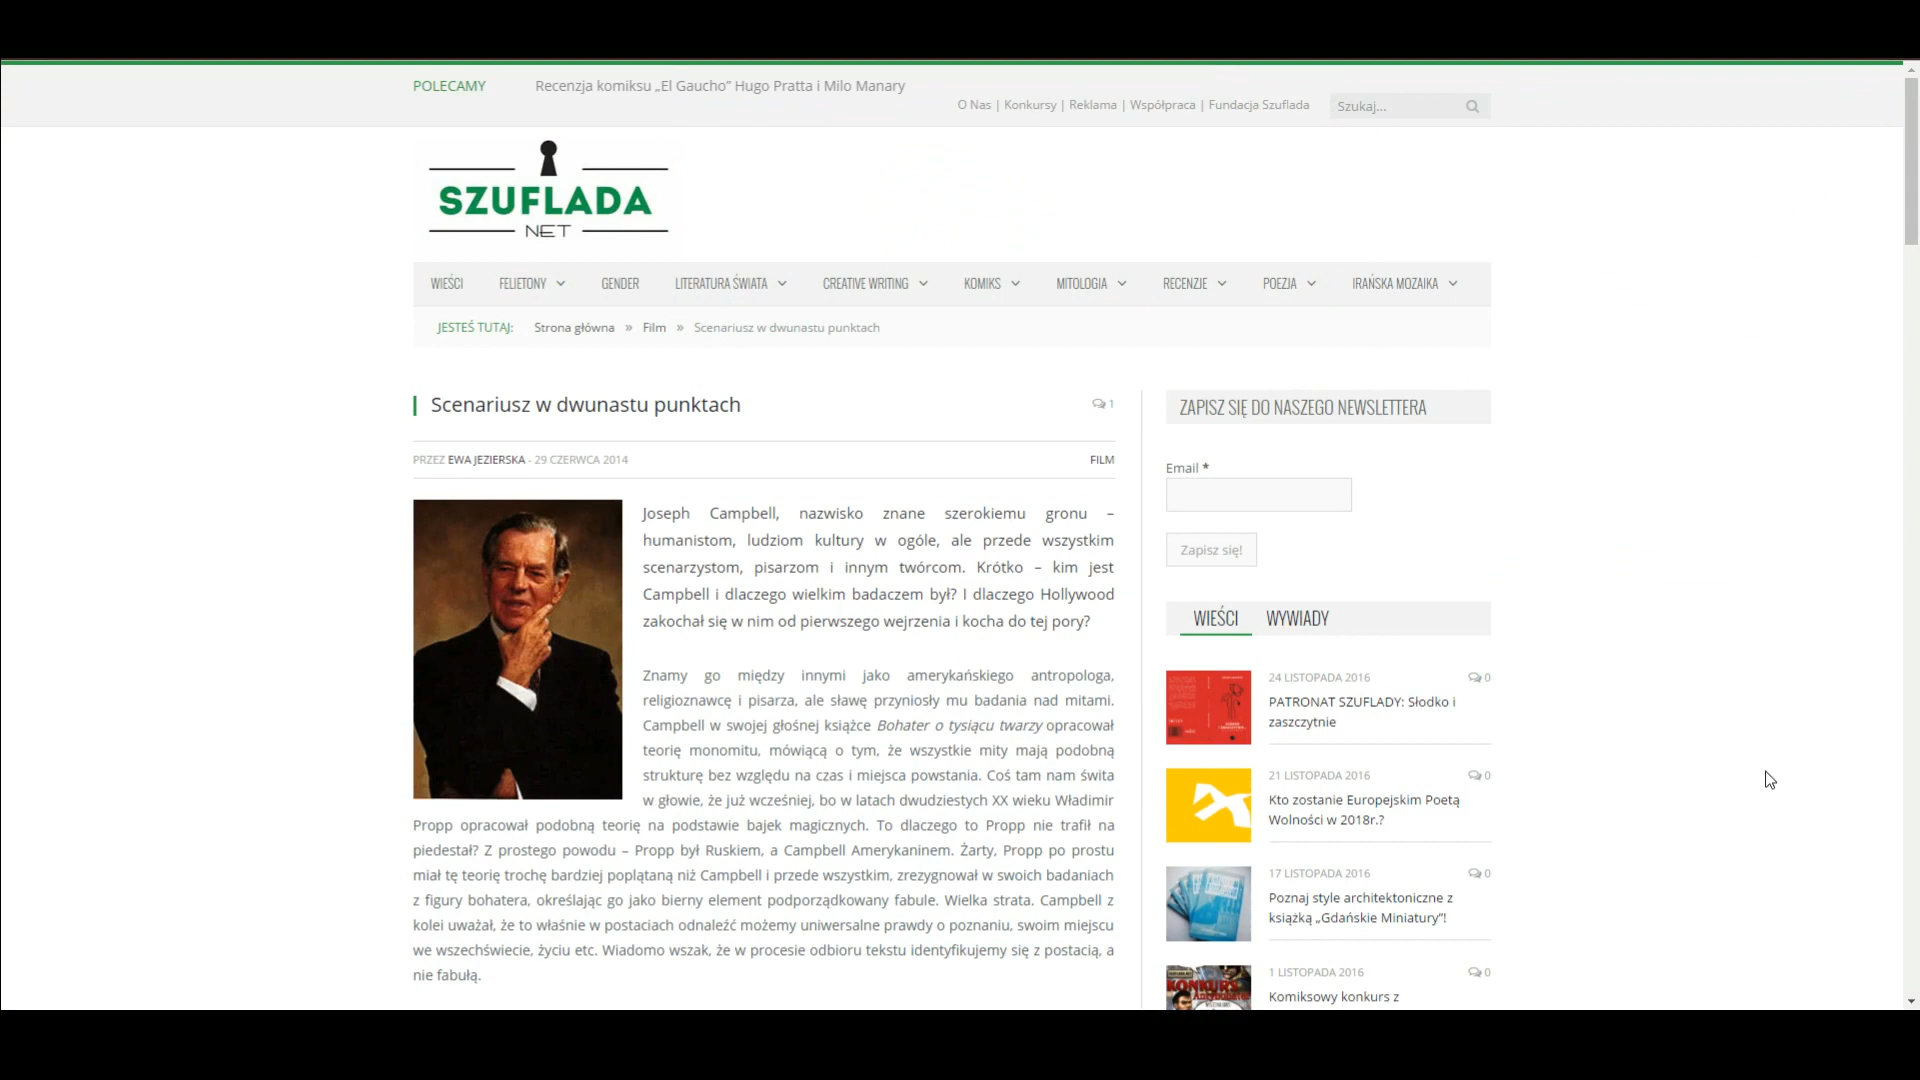 POLECAMY
Recenzja komiksu „El Gaucho” Hugo Pratta i Milo Manary
O Nas | Konkursy | Reklama | Współpraca | Fundacja Szuflada
Szukaj...
SZUFLADA
NET
WIEŚCI FELIETONY GENDER LITERATURA ŚWIATA CREATIVE WRITING KOMIKS MITOLOGIA RECENZJE POEZJA IRAŃSKA MOZAIKA
JESTEŚ TUTAJ: Strona główna » Film » Scenariusz w dwunastu punktach
Scenariusz w dwunastu punktach
1
PRZEZ EWA JEZIERSKA - 29 CZERWCA 2014
FILM
Joseph Campbell, nazwisko znane szerokiemu gronu –
humanistom, ludziom kultury w ogóle, ale przede wszystkim
scenarzystom, pisarzom i innym twórcom. Krótko – kim jest
Campbell i dlaczego wielkim badaczem był? I dlaczego Hollywood
zakochał się w nim od pierwszego wejrzenia i kocha do tej pory?
Znamy go między innymi jako amerykańskiego antropologa,
religioznawcę i pisarza, ale sławę przyniosły mu badania nad mitami.
Campbell w swojej głośnej książce Bohater o tysiącu twarzy opracował
teorię monomitu, mówiącą o tym, że wszystkie mity mają podobną
strukturę bez względu na czas i miejsca powstania. Coś tam nam świta
w głowie, że już wcześniej, bo w latach dwudziestych XX wieku Władimir
Propp opracował podobną teorię na podstawie bajek magicznych. To dlaczego to Propp nie trafił na
piedestał? Z prostego powodu – Propp był Ruskiem, a Campbell Amerykaninem. Żarty, Propp po prostu
miał tę teorię trochę bardziej poplątaną niż Campbell i przede wszystkim, zrezygnował w swoich badaniach
z figury bohatera, określając go jako bierny element podporządkowany fabule. Wielka strata. Campbell z
kolei uważał, że to właśnie w postaciach odnaleźć możemy uniwersalne prawdy o poznaniu, swoim miejscu
we wszechświecie, życiu etc. Wiadomo wszak, że w procesie odbioru tekstu identyfikujemy się z postacią, a
nie fabułą.
ZAPISZ SIĘ DO NASZEGO NEWSLETTERA
Email *
Zapisz się!
WIEŚCI WYWIADY
24 LISTOPADA 2016
0
PATRONAT SZUFLADY: Słodko i
zaszczytnie
21 LISTOPADA 2016
0
Kto zostanie Europejskim Poetą
Wolności w 2018r.?
17 LISTOPADA 2016
0
Poznaj style architektoniczne z
książką „Gdańskie Miniatury”!
1 LISTOPADA 2016
0
Komiksowy konkurs z
KONKURS